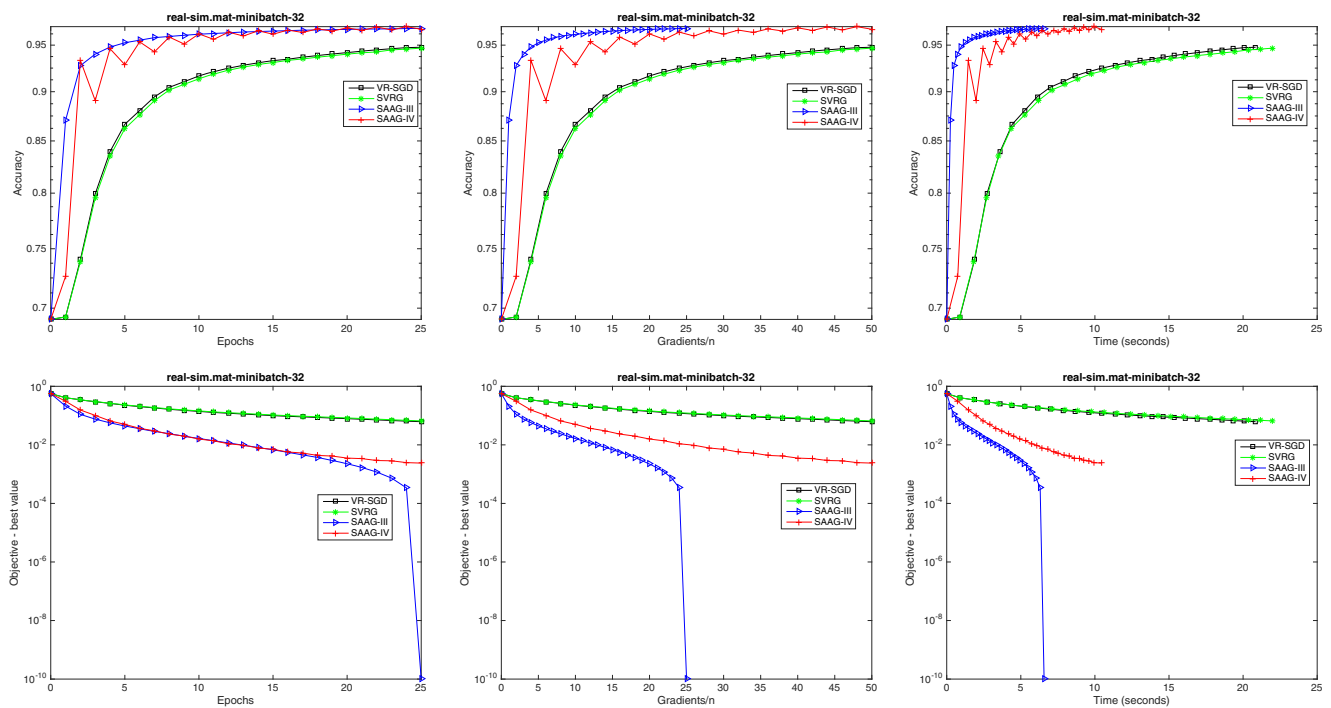 real-sim.mat-minibatch-32
0.95
0.9
0.85
0.8
0.75
0.7
Accuracy
VR-SGD
SVRG
SAAG-III
SAAG-IV
0 5 10 15 20 25
Epochs
real-sim.mat-minibatch-32
0.95
0.9
0.85
0.8
0.75
0.7
Accuracy
VR-SGD
SVRG
SAAG-III
SAAG-IV
0 5 10 15 20 25 30 35 40 45 50
Gradients/n
real-sim.mat-minibatch-32
0.95
0.9
0.85
0.8
0.75
0.7
Accuracy
VR-SGD
SVRG
SAAG-III
SAAG-IV
0 5 10 15 20 25
Time (seconds)
real-sim.mat-minibatch-32
10^0
10^-2
10^-4
10^-6
10^-8
10^-10
Objective - best value
VR-SGD
SVRG
SAAG-III
SAAG-IV
0 5 10 15 20 25
Epochs
real-sim.mat-minibatch-32
10^0
10^-2
10^-4
10^-6
10^-8
10^-10
Objective - best value
VR-SGD
SVRG
SAAG-III
SAAG-IV
0 5 10 15 20 25 30 35 40 45 50
Gradients/n
real-sim.mat-minibatch-32
10^0
10^-2
10^-4
10^-6
10^-8
10^-10
Objective - best value
VR-SGD
SVRG
SAAG-III
SAAG-IV
0 5 10 15 20 25
Time (seconds)